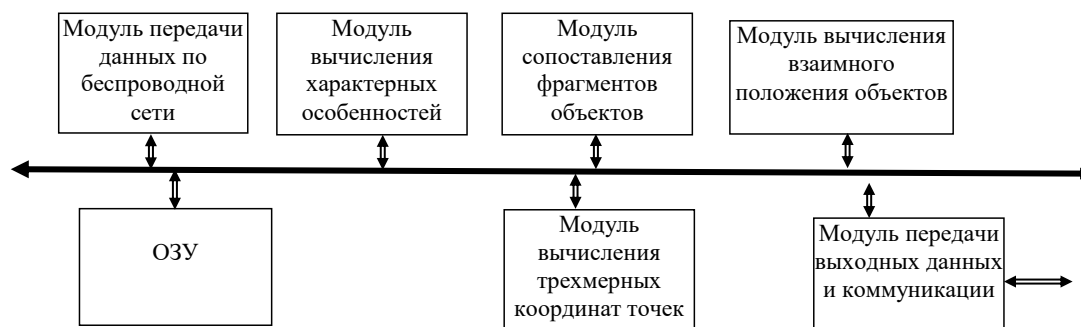 Модуль передачи
данных по
беспроводной
сети
Модуль
вычисления
характерных
особенностей
Модуль
сопоставления
фрагментов
объектов
Модуль вычисления
взаимного
положения объектов
ОЗУ
Модуль
вычисления
трехмерных
координат точек
Модуль передачи
выходных данных
и коммуникации